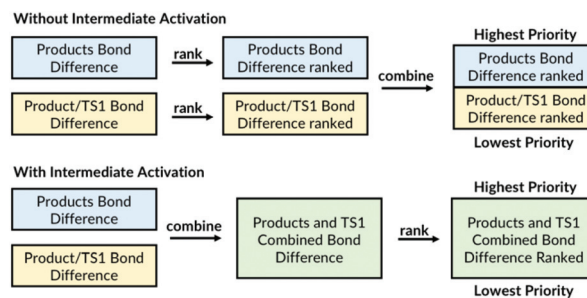 Without Intermediate Activation
Products Bond
Difference
rank
Products Bond
Difference ranked
Product/TS1 Bond
Difference
rank
Product/TS1 Bond
Difference ranked
combine
Highest Priority
Products Bond
Difference ranked
Product/TS1 Bond
Difference ranked
Lowest Priority
With Intermediate Activation
Products Bond
Difference
Product/TS1 Bond
Difference
combine
Products and TS1
Combined Bond
Difference
rank
Highest Priority
Products and TS1
Combined Bond
Difference Ranked
Lowest Priority